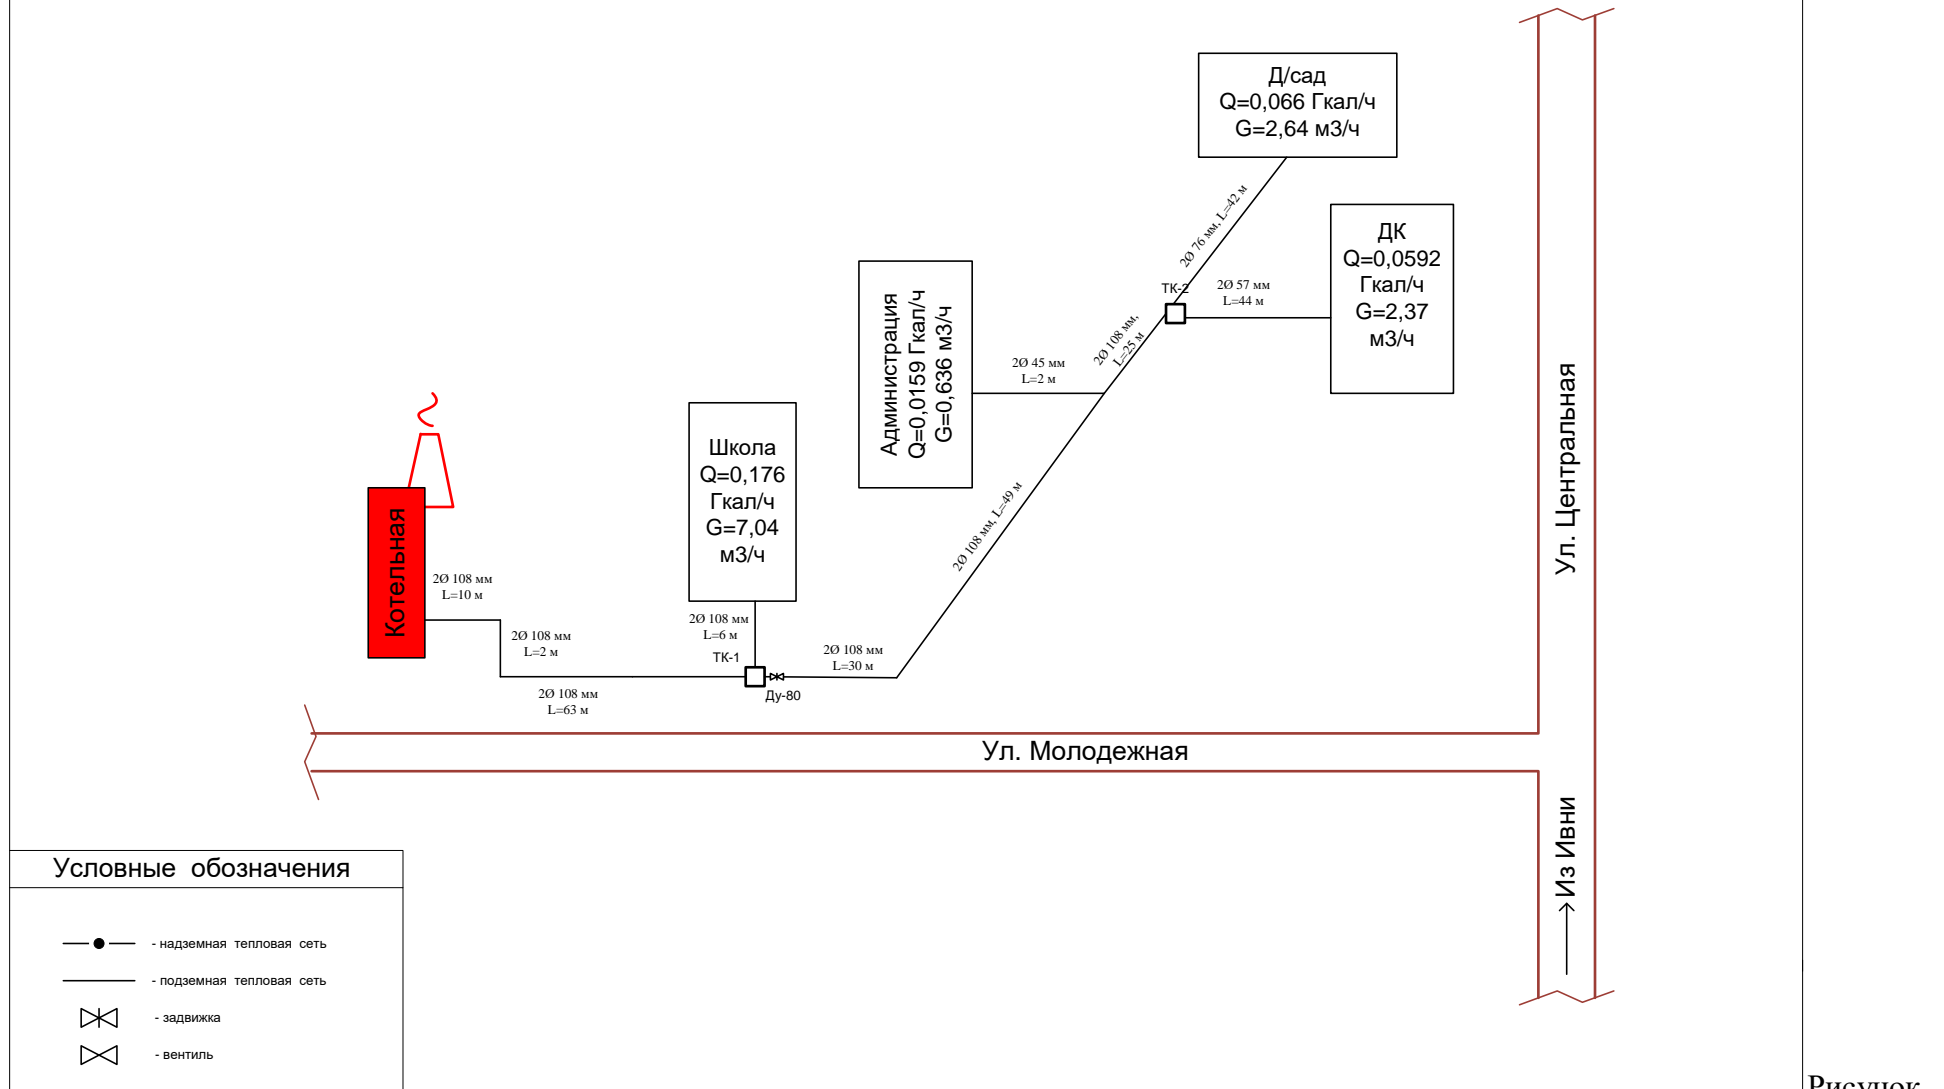 Д/сад
Q=0,066 Гкал/ч
G=2,64 м3/ч
2Ø 76 мм, L=42 м
ДК
Q=0,0592
Гкал/ч
G=2,37
м3/ч
ТК-2
2Ø 57 мм
L=44 м
Администрация
Q=0,0159 Гкал/ч
G=0,636 м3/ч
2Ø 108 мм,
L=25 м
2Ø 45 мм
L=2 м
Школа
Q=0,176
Гкал/ч
G=7,04
м3/ч
2Ø 108 мм, L=49 м
Котельная
2Ø 108 мм
L=10 м
2Ø 108 мм
L=2 м
2Ø 108 мм
L=63 м
2Ø 108 мм
L=6 м
ТК-1
Ду-80
2Ø 108 мм
L=30 м
Ул. Центральная
Ул. Молодежная
Из Ивни
Условные обозначения
- надземная тепловая сеть
- подземная тепловая сеть
- задвижка
- вентиль
Рисунок